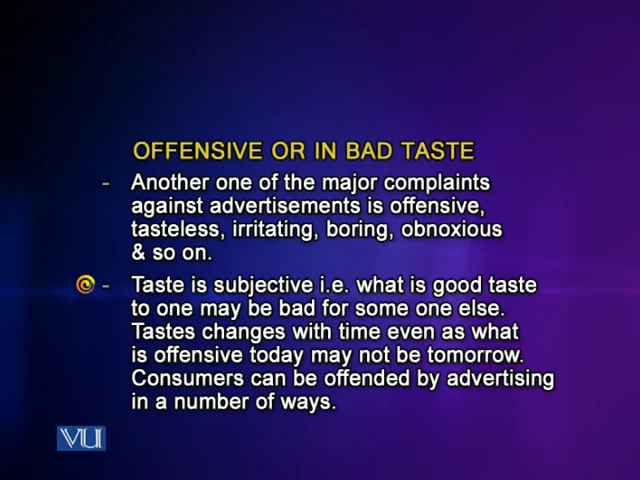 OFFENSIVE OR IN BAD TASTE
- Another one of the major complaints
against advertisements is offensive,
tasteless, irritating, boring, obnoxious
& so on.
- Taste is subjective i.e. what is good taste
to one may be bad for some one else.
Tastes changes with time even as what
is offensive today may not be tomorrow.
Consumers can be offended by advertising
in a number of ways.
VU